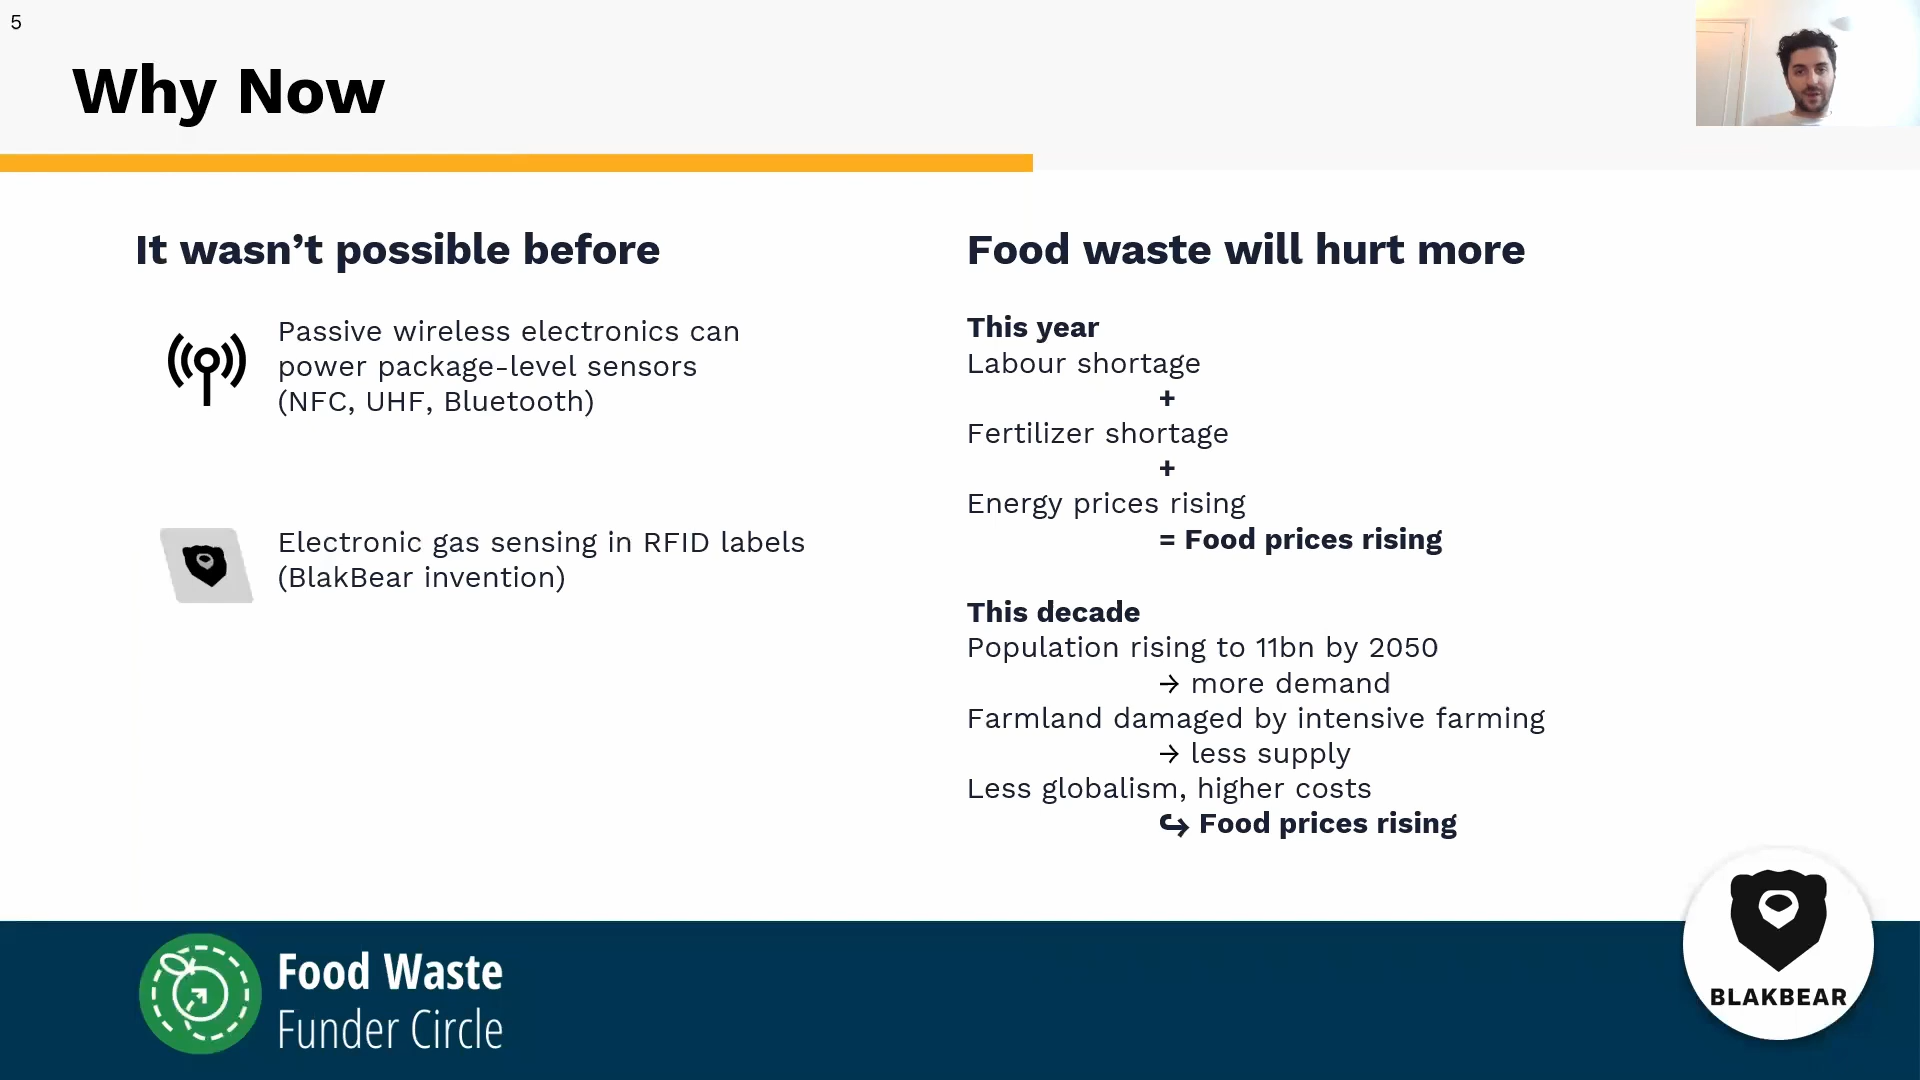 5
Why Now
It wasn’t possible before
Passive wireless electronics can
power package-level sensors
(NFC, UHF, Bluetooth)
Electronic gas sensing in RFID labels
(BlakBear invention)
Food waste will hurt more
This year
Labour shortage
+
Fertilizer shortage
+
Energy prices rising
= Food prices rising
This decade
Population rising to 11bn by 2050
→ more demand
Farmland damaged by intensive farming
→ less supply
Less globalism, higher costs
↪ Food prices rising
Food Waste
Funder Circle
BLAKBEAR